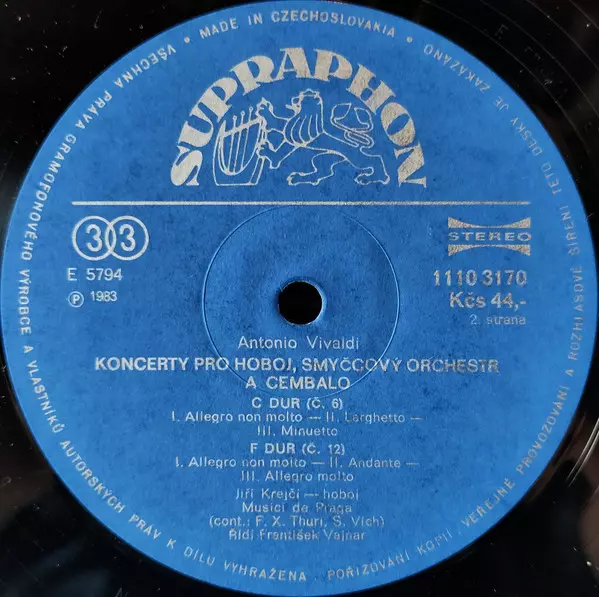 • MADE IN CZECHOSLOVAKIA •
VŠECHNA PRÁVA GRAMOFONOVÉHO VÝROBCE A VLASTNÍKŮ AUTORSKÝCH PRÁV K DÍLU VYHRAŽENA • POŘIZOVÁNÍ KOPIÍ, VEŘEJNÉ PROVOZOVÁNÍ A ROZHLASOVÉ ŠÍŘENÍ TÉTO DESKY JE ZAKÁZÁNO
SUPRAPHON
33
STEREO
E 5794
1110 3170
Ⓟ 1983
Kčs 44,-
2. strana
Antonio Vivaldi
KONCERTY PRO HOBOJ, SMYČCOVÝ ORCHESTR
A CEMBALO
C DUR (Č. 6)
I. Allegro non molto — II. Larghetto —
III. Minuetto
F DUR (Č. 12)
I. Allegro non molto — II. Andante —
III. Allegro molto
Jiří Krejčí — hoboj
Musici de Praga
(cont.: F. X. Thuri, S. Vích)
Řídí František Vajnar